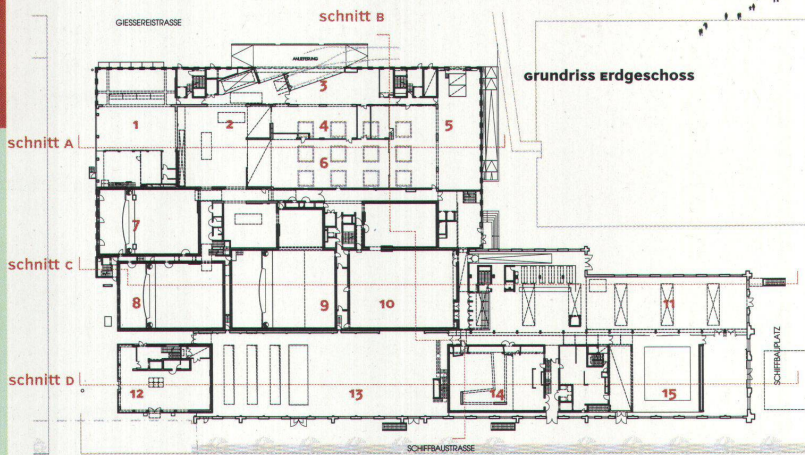 schnitt B
GIESSEREISTRASSE
ANLIEFERUNG
grundriss Erdgeschoss
3
1
2
4
5
schnitt A
6
7
schnitt C
8
9
10
11
SCHIFFBAUPLATZ
schnitt D
12
13
14
15
SCHIFFBAUSTRASSE